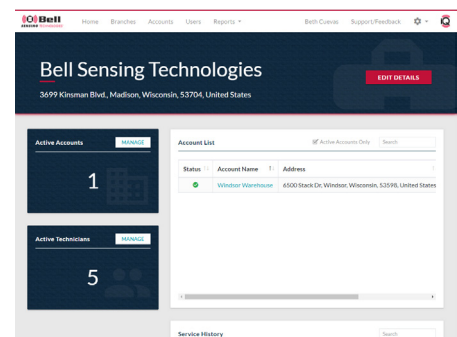 Bell
SENSING TECHNOLOGIES
Home Branches Accounts Users Reports Beth Cuevas Support/Feedback
Bell Sensing Technologies
3699 Kinsman Blvd., Madison, Wisconsin, 53704, United States
EDIT DETAILS
Active Accounts MANAGE
1
Account List Active Accounts Only Search
Status Account Name Address
Windsor Warehouse 6500 Stack Dr, Windsor, Wisconsin, 53598, United States
Active Technicians MANAGE
5
Service History Search